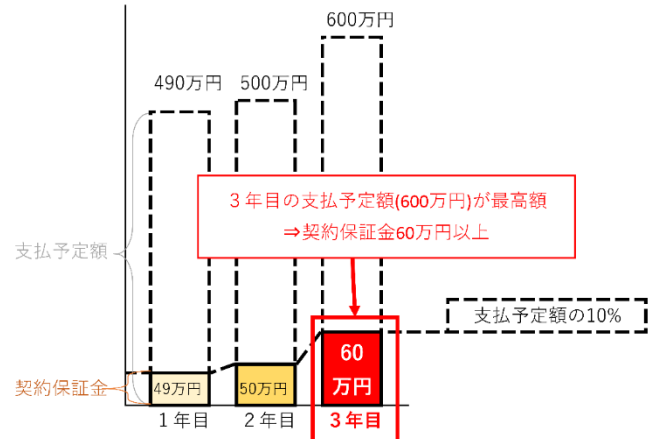 600万円
490万円
500万円
３年目の支払予定額(600万円)が最高額
⇒契約保証金60万円以上
支払予定額
支払予定額の10%
契約保証金
49万円
50万円
60
万円
１年目
２年目
３年目